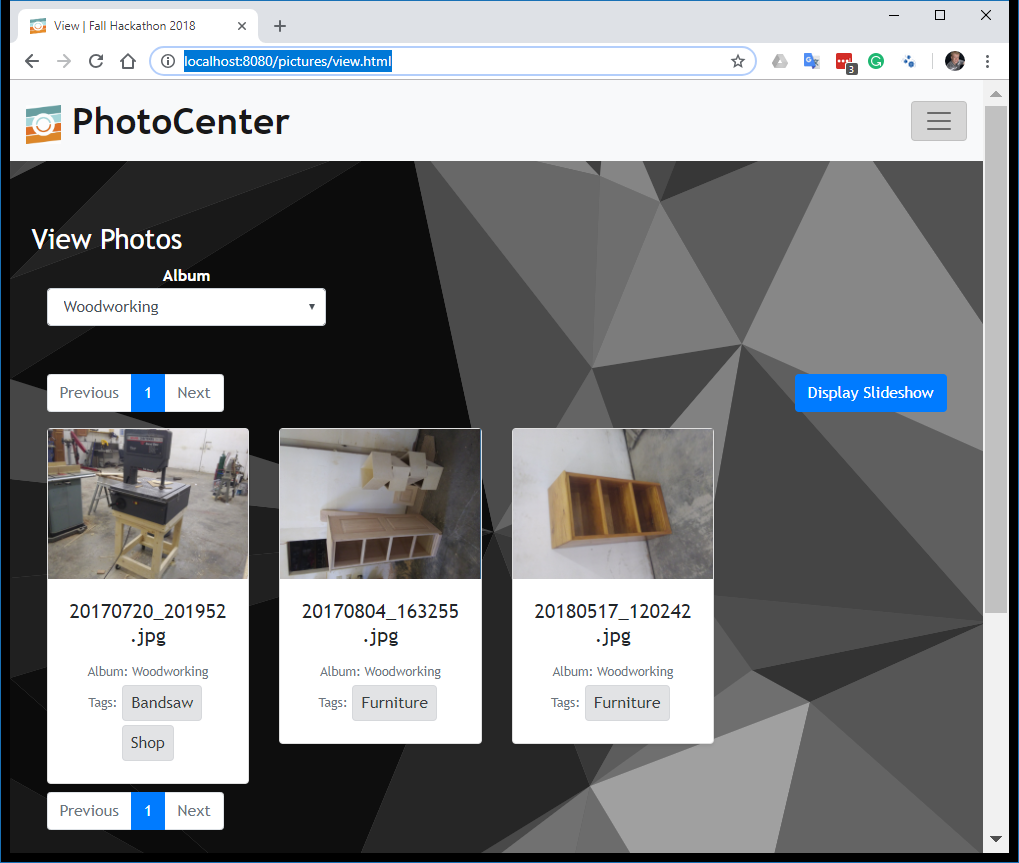 View | Fall Hackathon 2018
localhost:8080/pictures/view.html
3
PhotoCenter
View Photos
Album
Woodworking
Previous 1 Next
Display Slideshow
20170720_201952
.jpg
Album: Woodworking
Tags: Bandsaw
Shop
20170804_163255
.jpg
Album: Woodworking
Tags: Furniture
20180517_120242
.jpg
Album: Woodworking
Tags: Furniture
Previous 1 Next